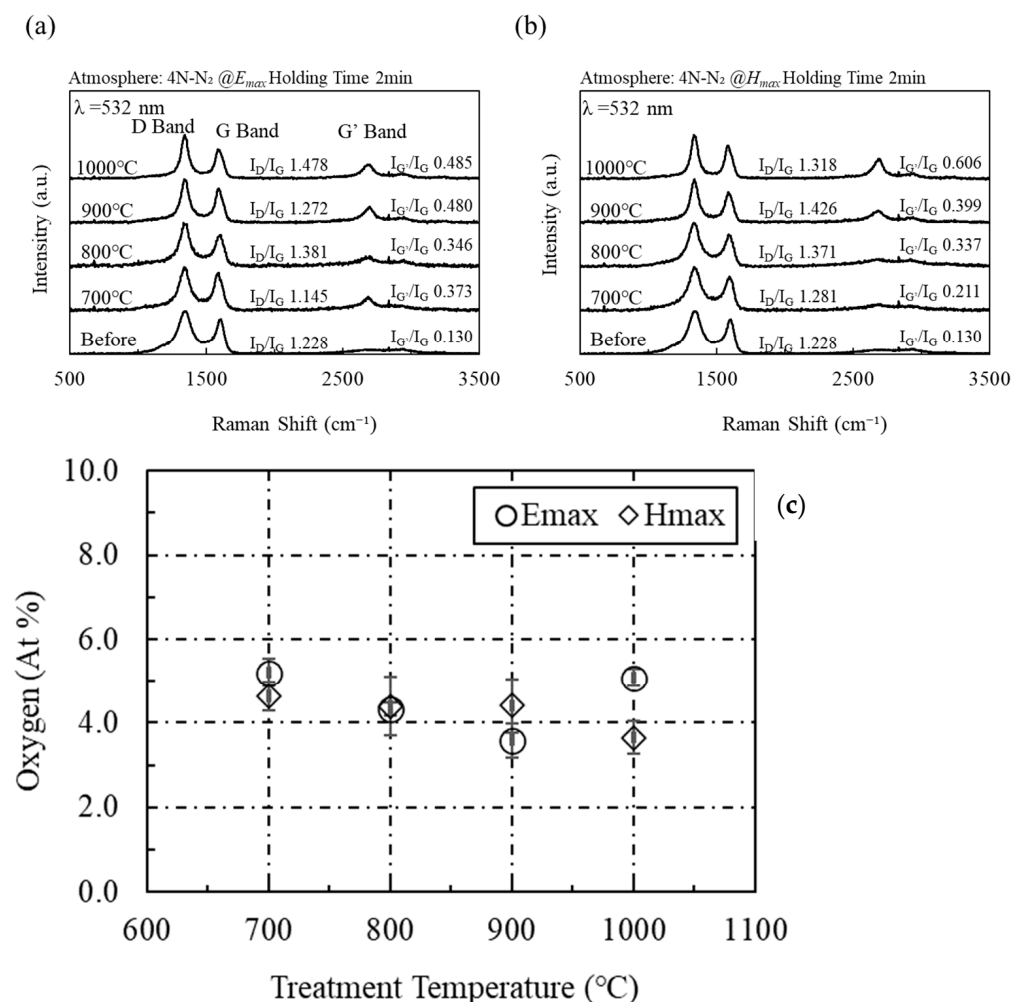 (a)
Atmosphere: 4N-N₂ @Emax Holding Time 2min
λ =532 nm
D Band G Band G’ Band
1000℃ ID/IG 1.478 IG’/IG 0.485
900℃ ID/IG 1.272 IG’/IG 0.480
800℃ ID/IG 1.381 IG’/IG 0.346
700℃ ID/IG 1.145 IG’/IG 0.373
Before ID/IG 1.228 IG’/IG 0.130
Intensitry (a.u.)
500 1500 2500 3500
Raman Shift (cm⁻¹)
(b)
Atmosphere: 4N-N₂ @Hmax Holding Time 2min
λ =532 nm
1000℃ ID/IG 1.318 IG’/IG 0.606
900℃ ID/IG 1.426 IG’/IG 0.399
800℃ ID/IG 1.371 IG’/IG 0.337
700℃ ID/IG 1.281 IG’/IG 0.211
Before ID/IG 1.228 IG’/IG 0.130
Intensity (a.u.)
500 1500 2500 3500
Raman Shift (cm⁻¹)
(c)
Emax Hmax
10.0
8.0
6.0
4.0
2.0
0.0
Oxygen (At %)
600 700 800 900 1000 1100
Treatment Temperature (℃)